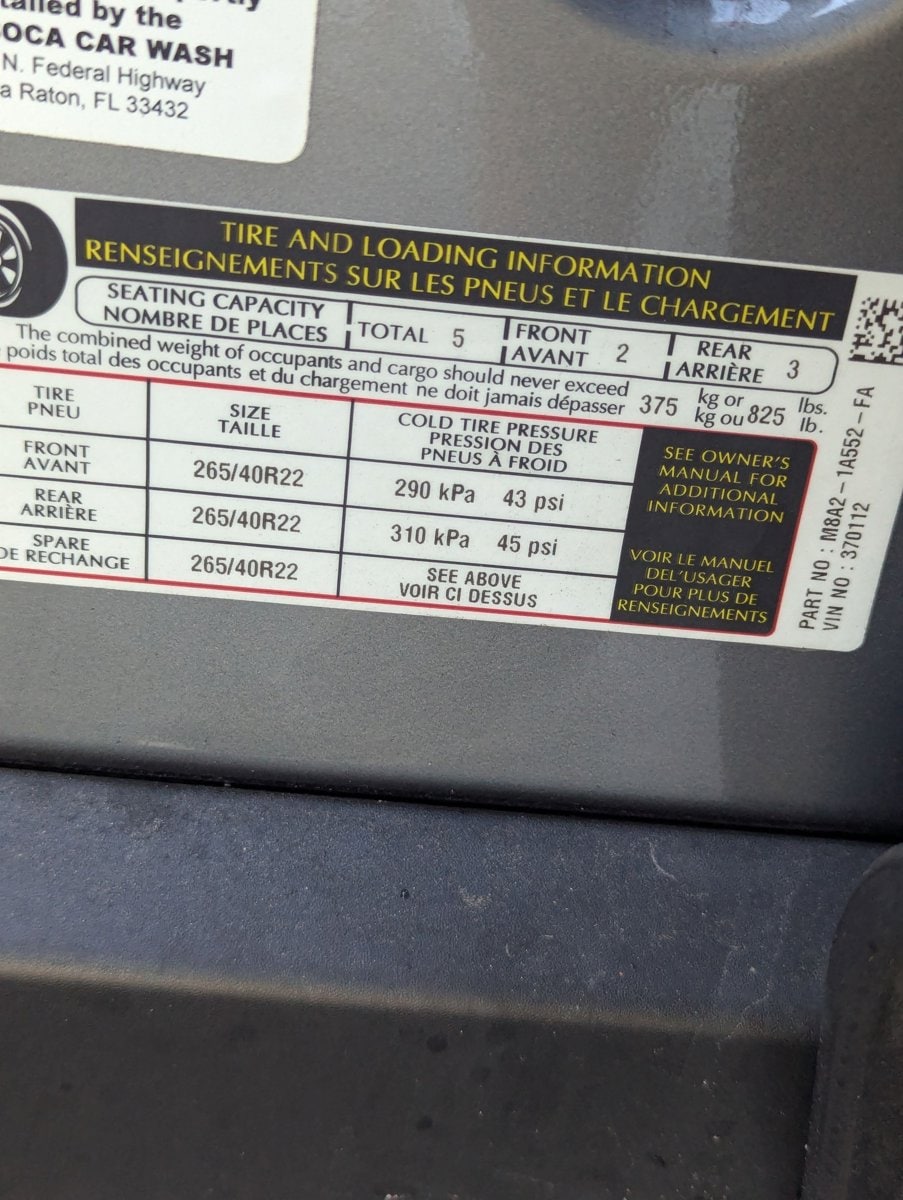 by the
CAR WASH
N. Federal Highway
Raton, FL 33432
TIRE AND LOADING INFORMATION
RENSEIGNEMENTS SUR LES PNEUS ET LE CHARGEMENT
SEATING CAPACITY
NOMBRE DE PLACES
TOTAL 5
FRONT
AVANT 2
REAR
ARRIÈRE 3
The combined weight of occupants and cargo should never exceed
poids total des occupants et du chargement ne doit jamais dépasser
375 kg or
kg ou 825 lbs.
lb.
TIRE
PNEU
SIZE
TAILLE
COLD TIRE PRESSURE
PRESSION DES
PNEUS À FROID
FRONT
AVANT
265/40R22
290 kPa 43 psi
REAR
ARRIÈRE
265/40R22
310 kPa 45 psi
SPARE
DE RECHANGE
265/40R22
SEE ABOVE
VOIR CI DESSUS
SEE OWNER'S
MANUAL FOR
ADDITIONAL
INFORMATION
VOIR LE MANUEL
DEL'USAGER
POUR PLUS DE
RENSEIGNEMENTS
PART NO : M8A2-1A552-FA
VIN NO : 370112